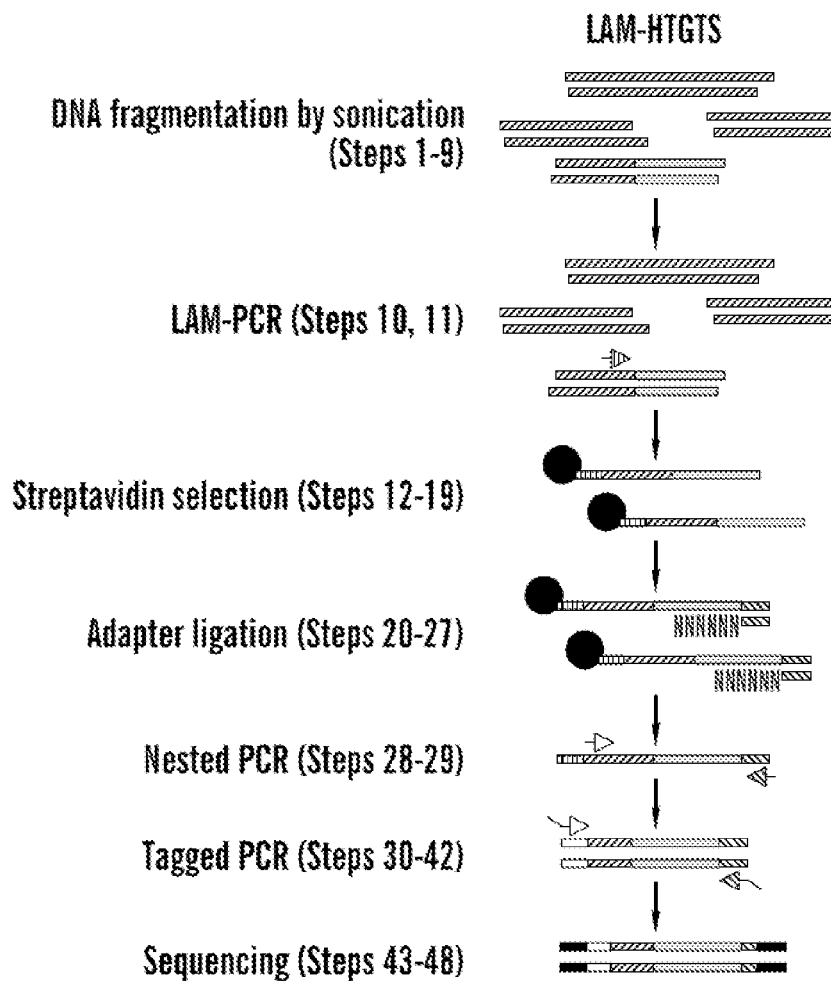 LAM-HTGTS
DNA fragmentation by sonication
(Steps 1-9)
LAM-PCR (Steps 10, 11)
Streptavidin selection (Steps 12-19)
Adapter ligation (Steps 20-27)
NNNNNN
NNNNNN
Nested PCR (Steps 28-29)
Tagged PCR (Steps 30-42)
Sequencing (Steps 43-48)